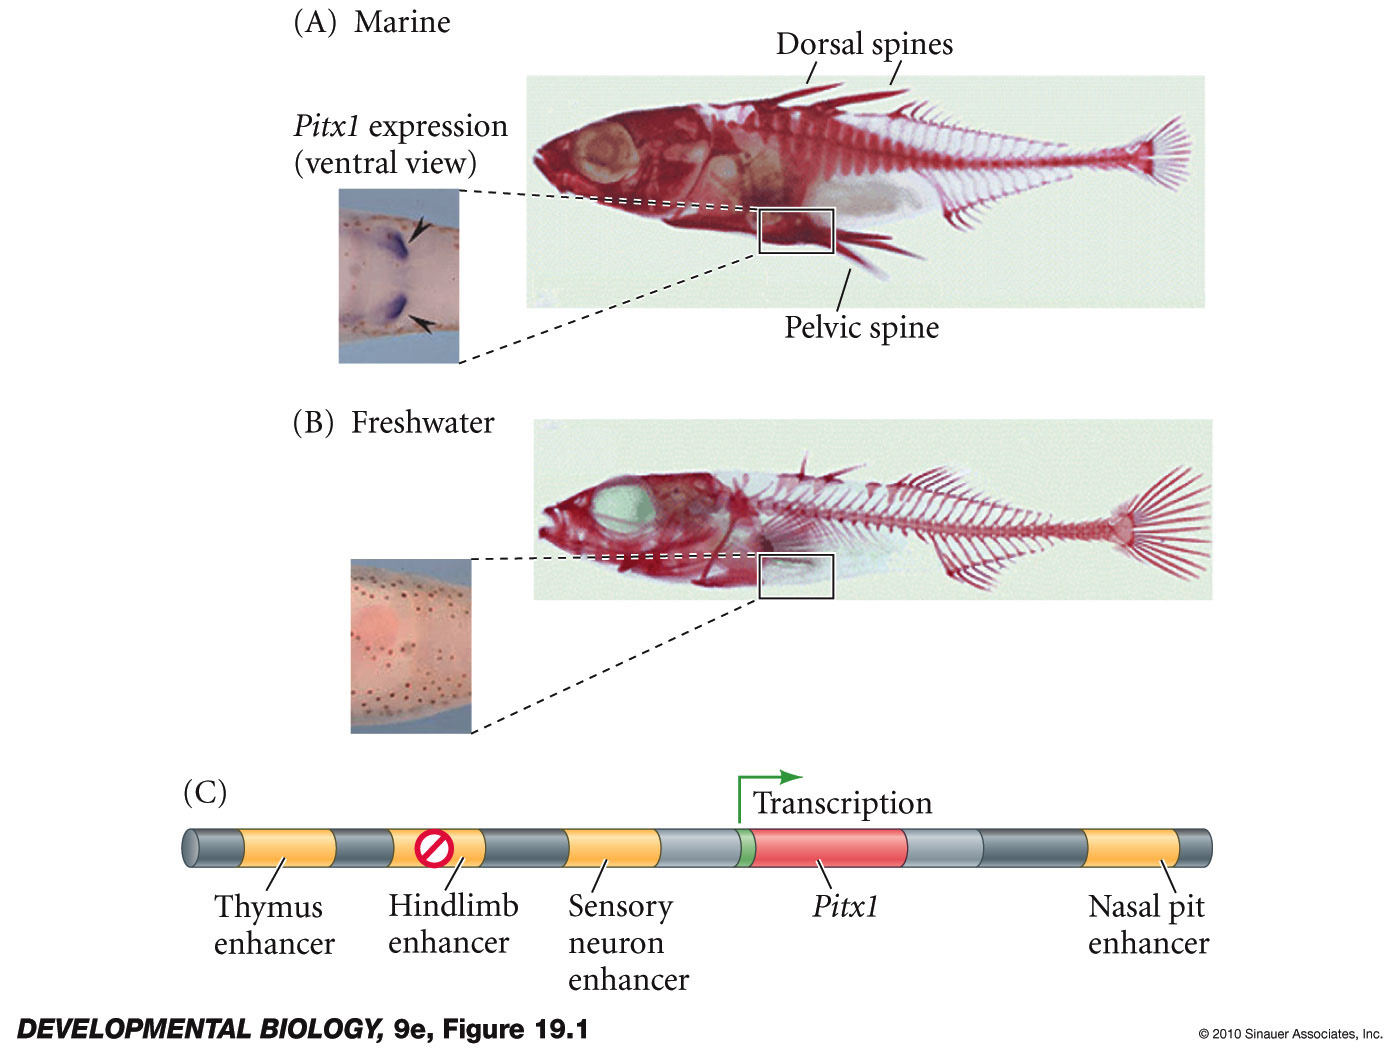 (A) Marine
Dorsal spines
Pitx1 expression
(ventral view)
Pelvic spine
(B) Freshwater
(C)
Transcription
Thymus
enhancer
Hindlimb
enhancer
Sensory
neuron
enhancer
Pitx1
Nasal pit
enhancer
DEVELOPMENTAL BIOLOGY, 9e, Figure 19.1
© 2010 Sinauer Associates, Inc.